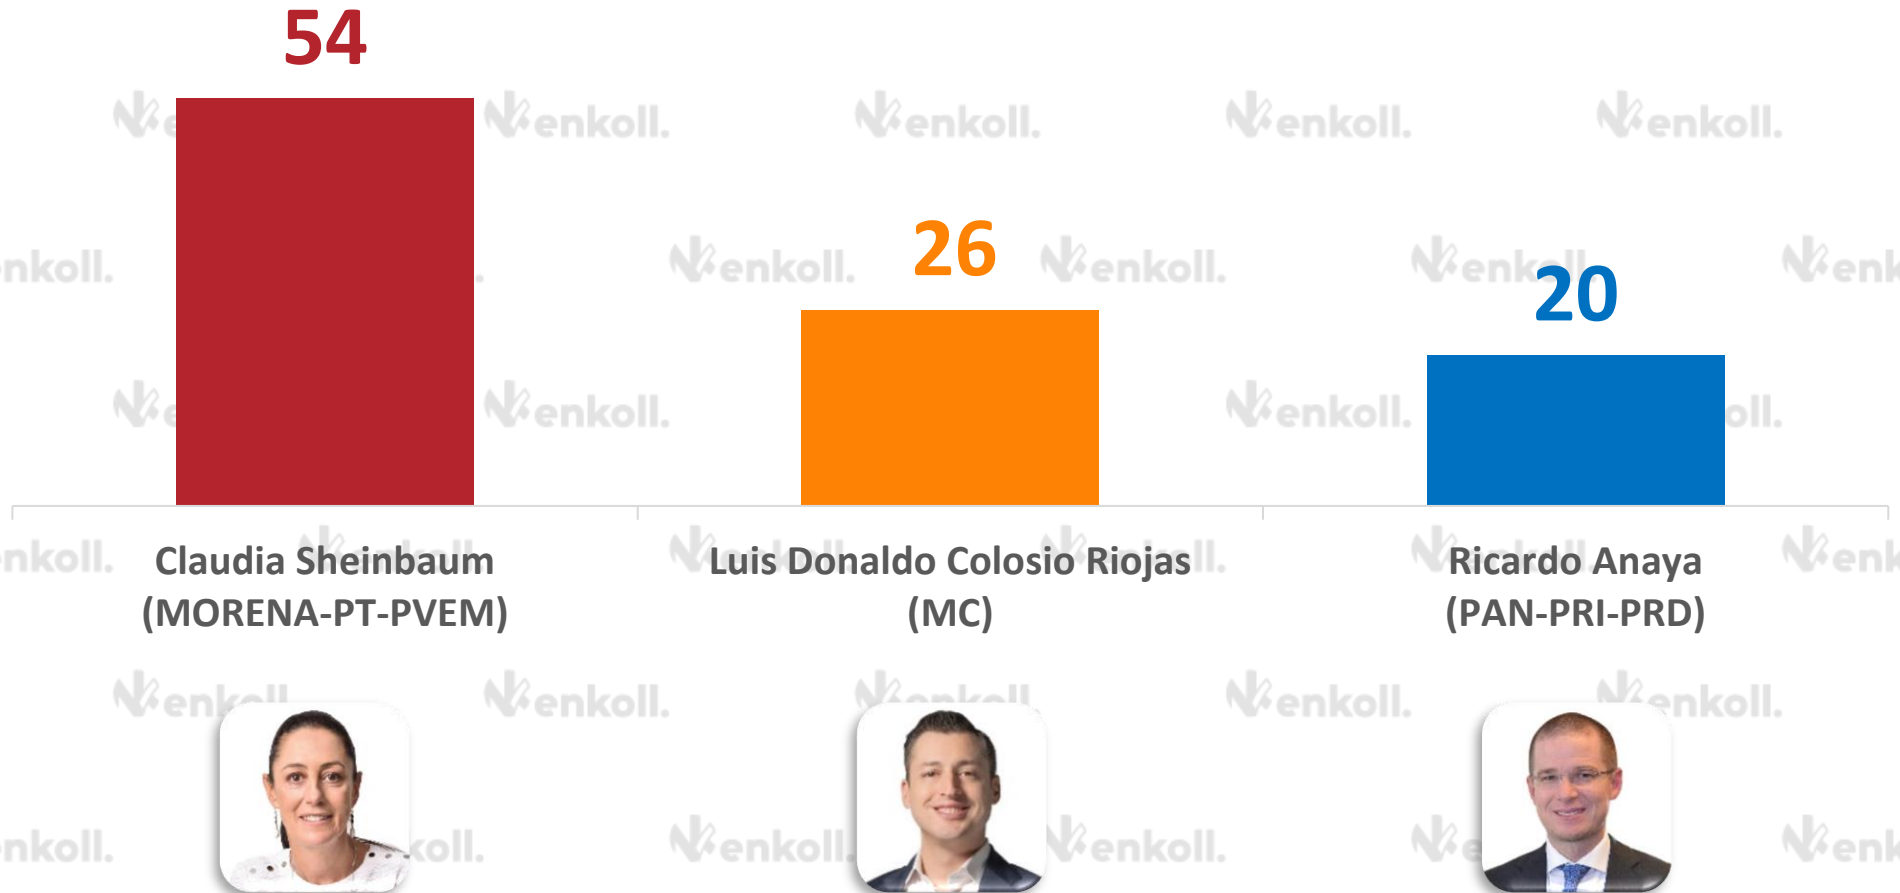 54
26
20
Claudia Sheinbaum
(MORENA-PT-PVEM)
Luis Donaldo Colosio Riojas
(MC)
Ricardo Anaya
(PAN-PRI-PRD)
enkoll.